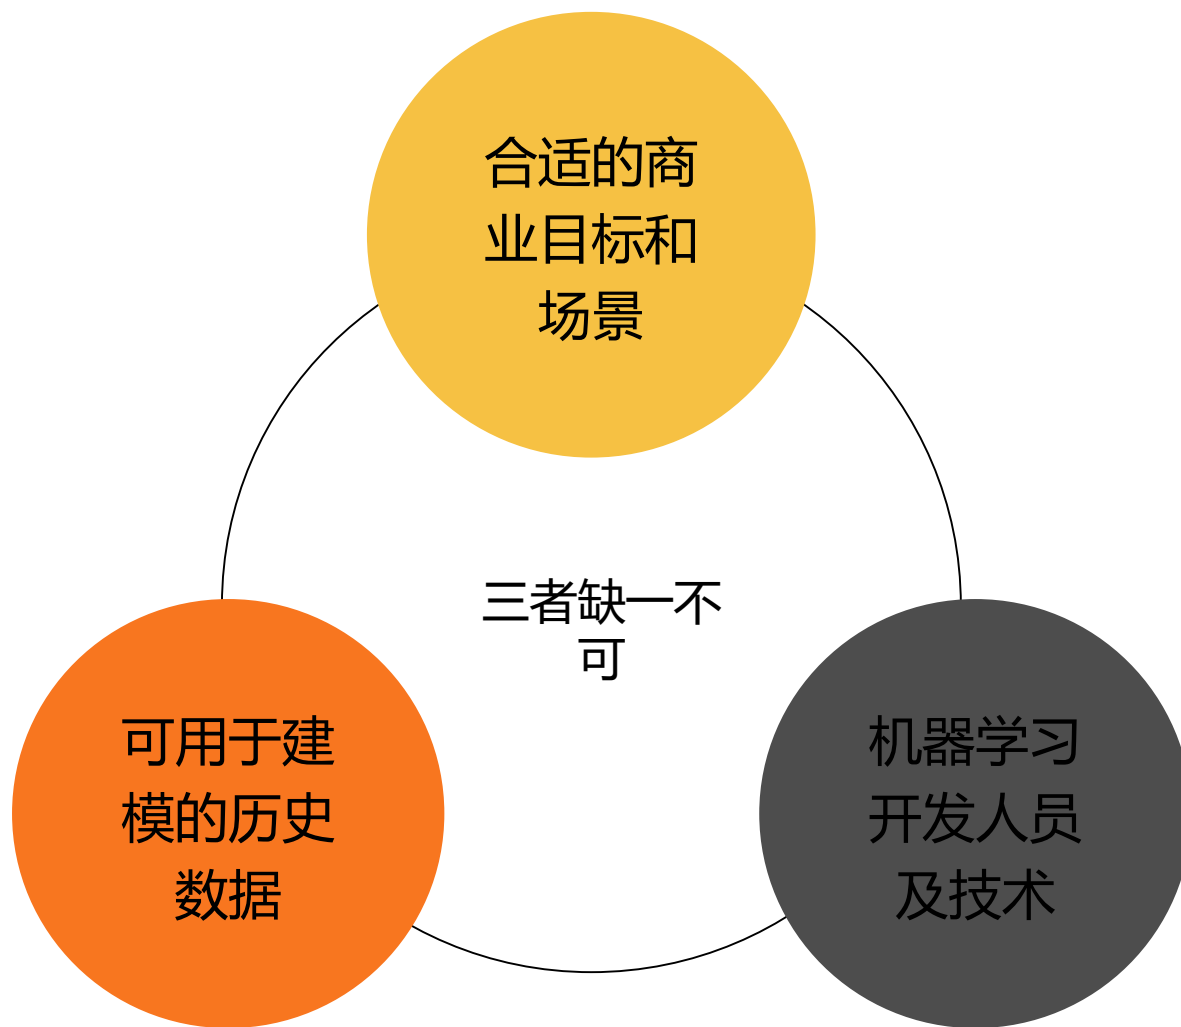 合适的商
业目标和
场景
三者缺一不
可
可用于建
模的历史
数据
机器学习
开发人员
及技术